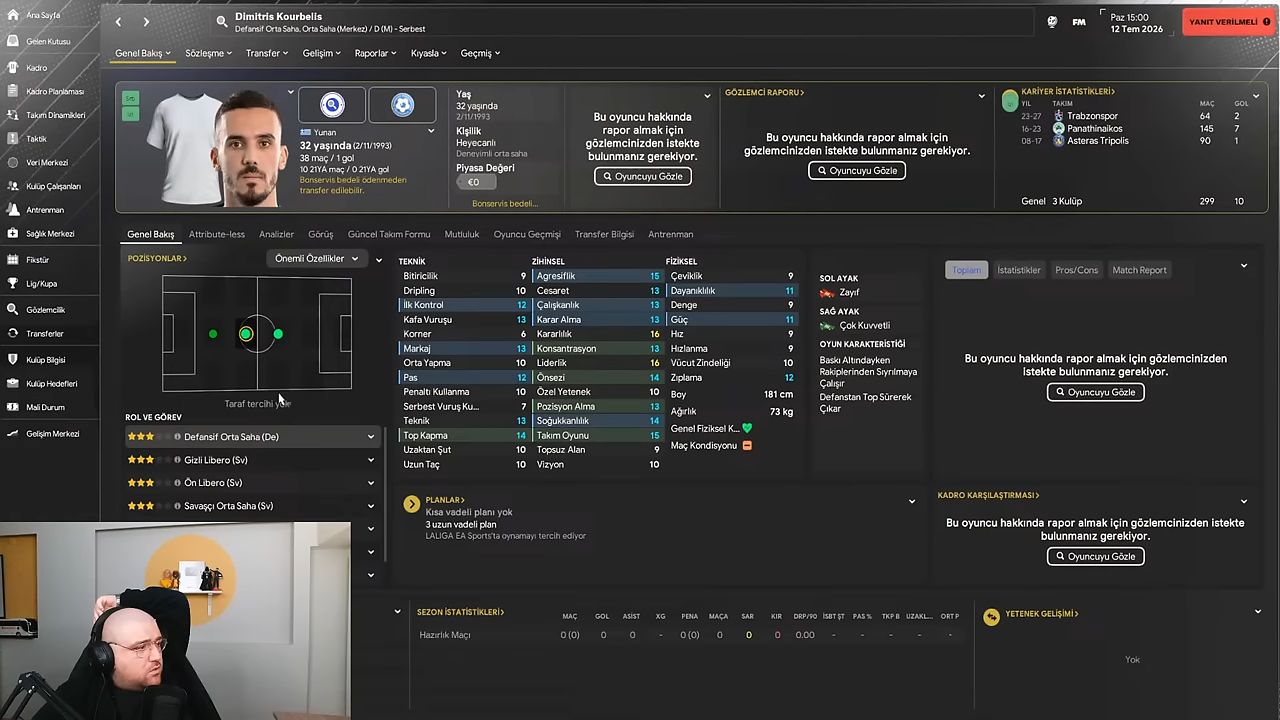 Ana Sayfa
Gelen Kutusu
Kadro
Kadro Planlaması
Takım Dinamikleri
Taktik
Veri Merkezi
Kulüp Çalışanları
Antrenman
Sağlık Merkezi
Fikstür
Lig/Kupa
Gözlemcilik
Transferler
Kulüp Bilgisi
Kulüp Hedefleri
Mali Durum
Gelişim Merkezi
Dimitris Kourbelis
Defansif Orta Saha, Orta Saha (Merkez) / D (M) - Serbest
FM
Paz 15:00
12 Tem 2026
YANIT VERİLMELİ
Genel Bakış
Sözleşme
Transfer
Gelişim
Raporlar
Kıyasla
Geçmiş
Yunan
32 yaşında (2/11/1993)
38 maç / 1 gol
10 21YA maç / 0 21YA gol
Bonservis bedeli ödenmeden
transfer edilebilir.
Yaş
32 yaşında
2/11/1993
Kişilik
Heyecanlı
Deneyimli orta saha
Piyasa Değeri
€0
Bonservis bedeli...
Bu oyuncu hakkında
rapor almak için
gözlemcinizden istekte
bulunmanız gerekiyor.
Oyuncuyu Gözle
GÖZLEMCİ RAPORU>
Bu oyuncu hakkında rapor almak için
gözlemcinizden istekte bulunmanız gerekiyor.
Oyuncuyu Gözle
KARİYER İSTATİSTİKLERİ>
YIL TAKIM MAÇ GOL
23-27 Trabzonspor 64 2
16-23 Panathinaikos 145 7
08-17 Asteras Tripolis 90 1
Genel 3 Kulüp 299 10
Genel Bakış
Attribute-less
Analizler
Görüş
Güncel Takım Formu
Mutluluk
Oyuncu Geçmişi
Transfer Bilgisi
Antrenman
POZİSYONLAR>
Önemli Özellikler
ROL VE GÖREV
Defansif Orta Saha (De)
Gizli Libero (Sv)
Ön Libero (Sv)
Savaşçı Orta Saha (Sv)
TEKNİK
Bitiricilik 9
Dripling 10
İlk Kontrol 12
Kafa Vuruşu 13
Korner 6
Markaj 13
Orta Yapma 10
Pas 12
Penaltı Kullanma 10
Serbest Vuruş Ku... 7
Teknik 13
Top Kapma 14
Uzaktan Şut 10
Uzun Taç 10
ZİHİNSEL
Agresiflik 15
Cesaret 13
Çalışkanlık 13
Karar Alma 13
Kararlılık 16
Konsantrasyon 13
Liderlik 16
Önsezi 14
Özel Yetenek 10
Pozisyon Alma 13
Soğukkanlılık 14
Takım Oyunu 15
Topsuz Alan 9
Vizyon 10
FİZİKSEL
Çeviklik 9
Dayanıklılık 11
Denge 9
Güç 11
Hız 9
Hızlanma 9
Vücut Zindeliği 10
Zıplama 12
Boy 181 cm
Ağırlık 73 kg
Genel Fiziksel K...
Maç Kondisyonu
SOL AYAK
Zayıf
SAĞ AYAK
Çok Kuvvetli
OYUN KARAKTERİSTİĞİ
Baskı Altındayken
Rakiplerinden Sıyrılmaya
Çalışır
Defanstan Top Sürerek
Çıkar
Toplam
İstatistikler
Pros/Cons
Match Report
Bu oyuncu hakkında rapor almak için gözlemcinizden
istekte bulunmanız gerekiyor.
Oyuncuyu Gözle
PLANLAR>
Kısa vadeli planı yok
3 uzun vadeli plan
LALIGA EA Sports'ta oynamayı tercih ediyor
KADRO KARŞILAŞTIRMASI>
Bu oyuncu hakkında rapor almak için gözlemcinizden istekte
bulunmanız gerekiyor.
Oyuncuyu Gözle
SEZON İSTATİSTİKLERİ>
MAÇ GOL ASİST XG PENA MAÇA SAR KIR DRP/90 İSBT ŞT PAS % TKP B UZAKL... ORT P
Hazırlık Maçı 0 (0) 0 0 - 0 (0) 0 0 0 0.00 - - - - -
YETENEK GELİŞİMİ>
Yok